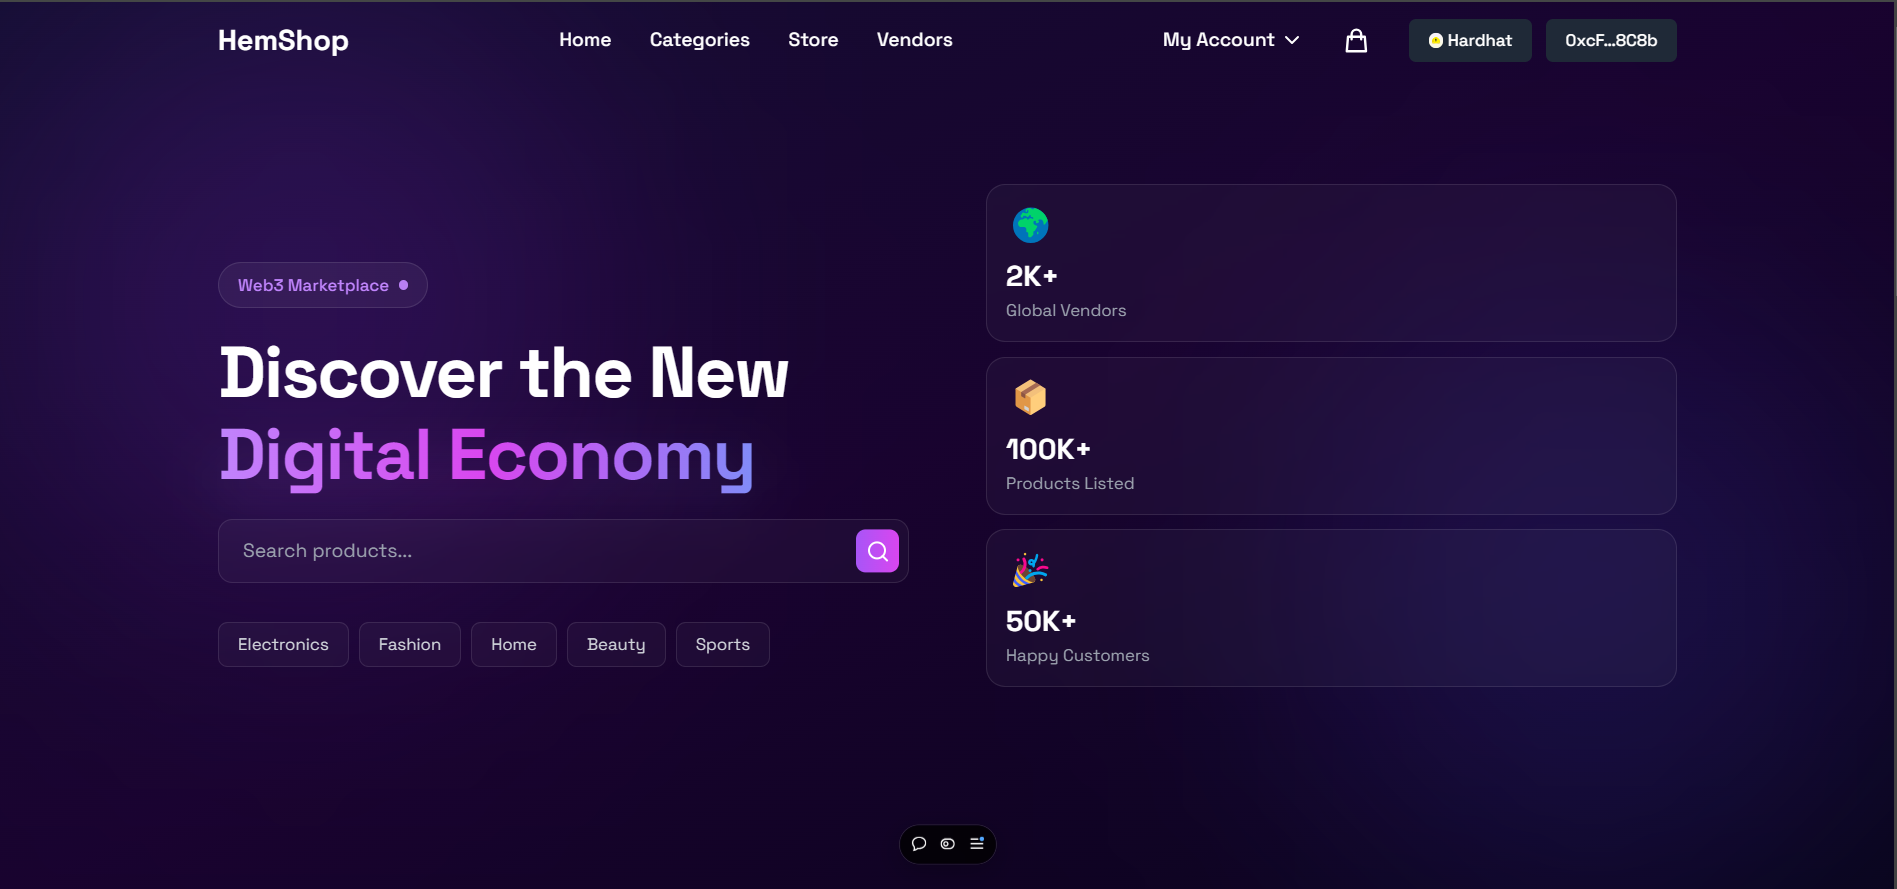 HemShop
Home
Categories
Store
Vendors
My Account
Hardhat
0xcF...8C8b
Web3 Marketplace
Discover the New
Digital Economy
Search products...
Electronics
Fashion
Home
Beauty
Sports
2K+
Global Vendors
100K+
Products Listed
50K+
Happy Customers